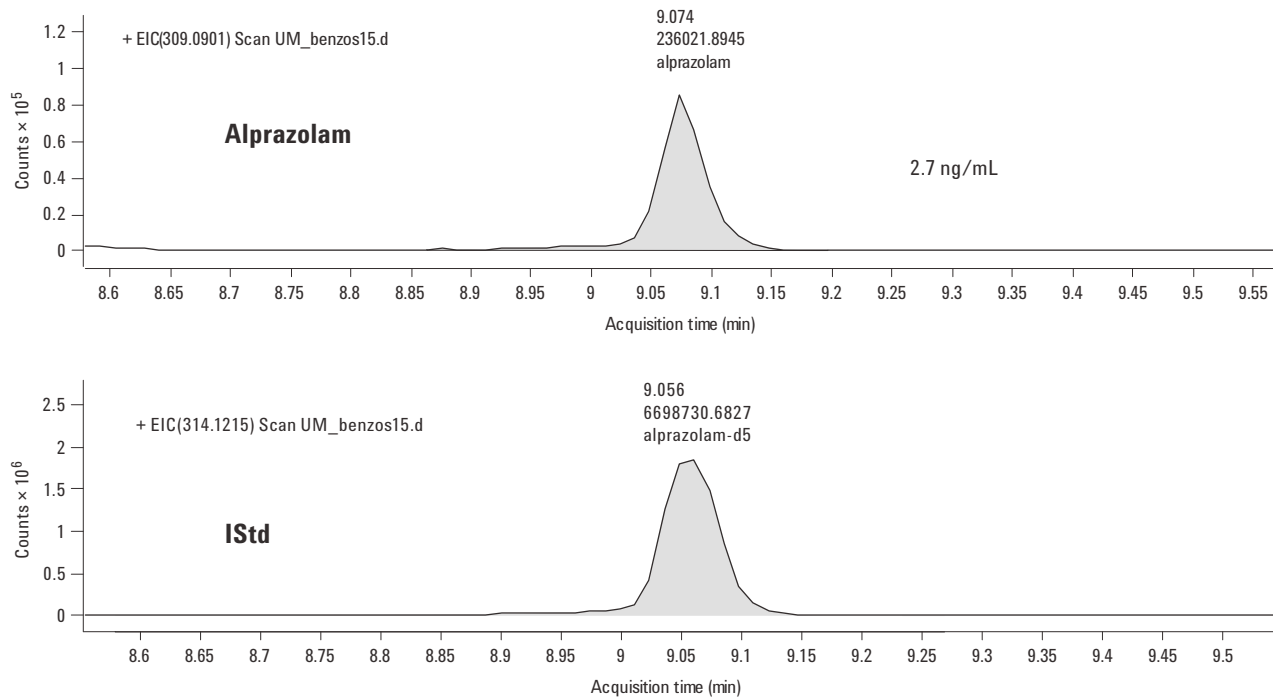 9.074
236021.8945
alprazolam
+ EIC(309.0901) Scan UM_benzos15.d
Alprazolam
2.7 ng/mL
Counts × 10⁵
1.2
1
0.8
0.6
0.4
0.2
0
8.6 8.65 8.7 8.75 8.8 8.85 8.9 8.95 9 9.05 9.1 9.15 9.2 9.25 9.3 9.35 9.4 9.45 9.5 9.55
Acquisition time (min)
9.056
6698730.6827
alprazolam-d5
+ EIC(314.1215) Scan UM_benzos15.d
IStd
Counts × 10⁶
2.5
2
1.5
1
0.5
0
8.6 8.65 8.7 8.75 8.8 8.85 8.9 8.95 9 9.05 9.1 9.15 9.2 9.25 9.3 9.35 9.4 9.45 9.5
Acquisition time (min)